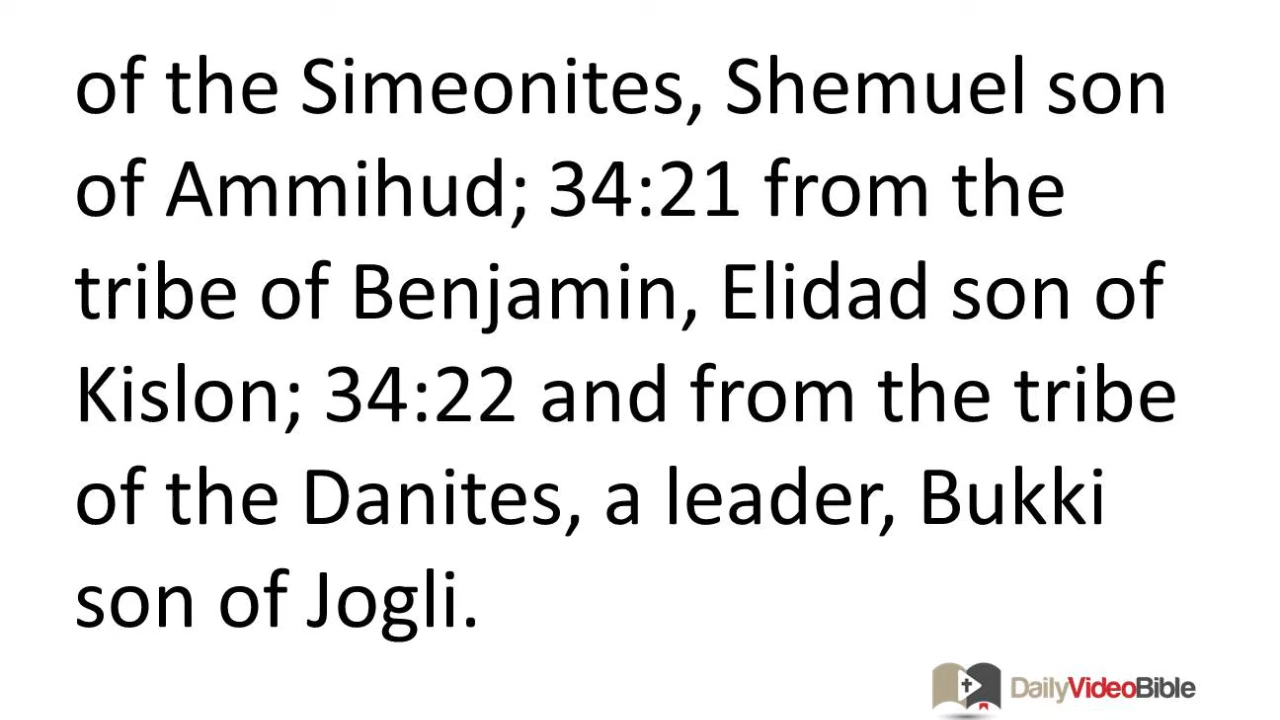 of the Simeonites, Shemuel son
of Ammihud; 34:21 from the
tribe of Benjamin, Elidad son of
Kislon; 34:22 and from the tribe
of the Danites, a leader, Bukki
son of Jogli.
DailyVideoBible